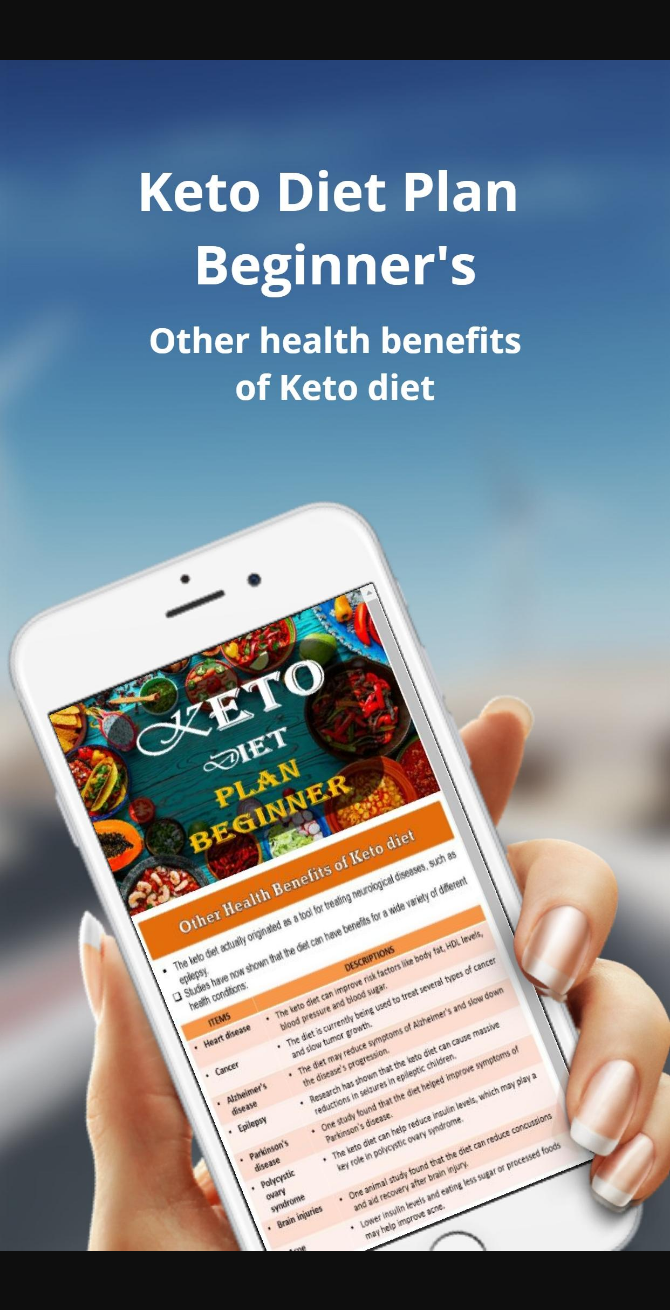 Keto Diet Plan
Beginner's
Other health benefits
of Keto diet
KETO
DIET
PLAN
BEGINNER
Other Health Benefits of Keto diet
• The keto diet actually originated as a tool for treating neurological diseases, such as
epilepsy.
❑ Studies have now shown that the diet can have benefits for a wide variety of different
health conditions:
ITEMS DESCRIPTIONS
• Heart disease • The keto diet can improve risk factors like body fat, HDL levels,
blood pressure and blood sugar.
• Cancer • The diet is currently being used to treat several types of cancer
and slow tumor growth.
• Alzheimer's • The diet may reduce symptoms of Alzheimer's and slow down
disease the disease's progression.
• Epilepsy • Research has shown that the keto diet can cause massive
reductions in seizures in epileptic children.
• Parkinson's • One study found that the diet helped improve symptoms of
disease Parkinson's disease.
• Polycystic • The keto diet can help reduce insulin levels, which may play a
ovary key role in polycystic ovary syndrome.
syndrome
• Brain injuries • One animal study found that the diet can reduce concussions
and aid recovery after brain injury.
• Lower insulin levels and eating less sugar or processed foods
may help improve acne.